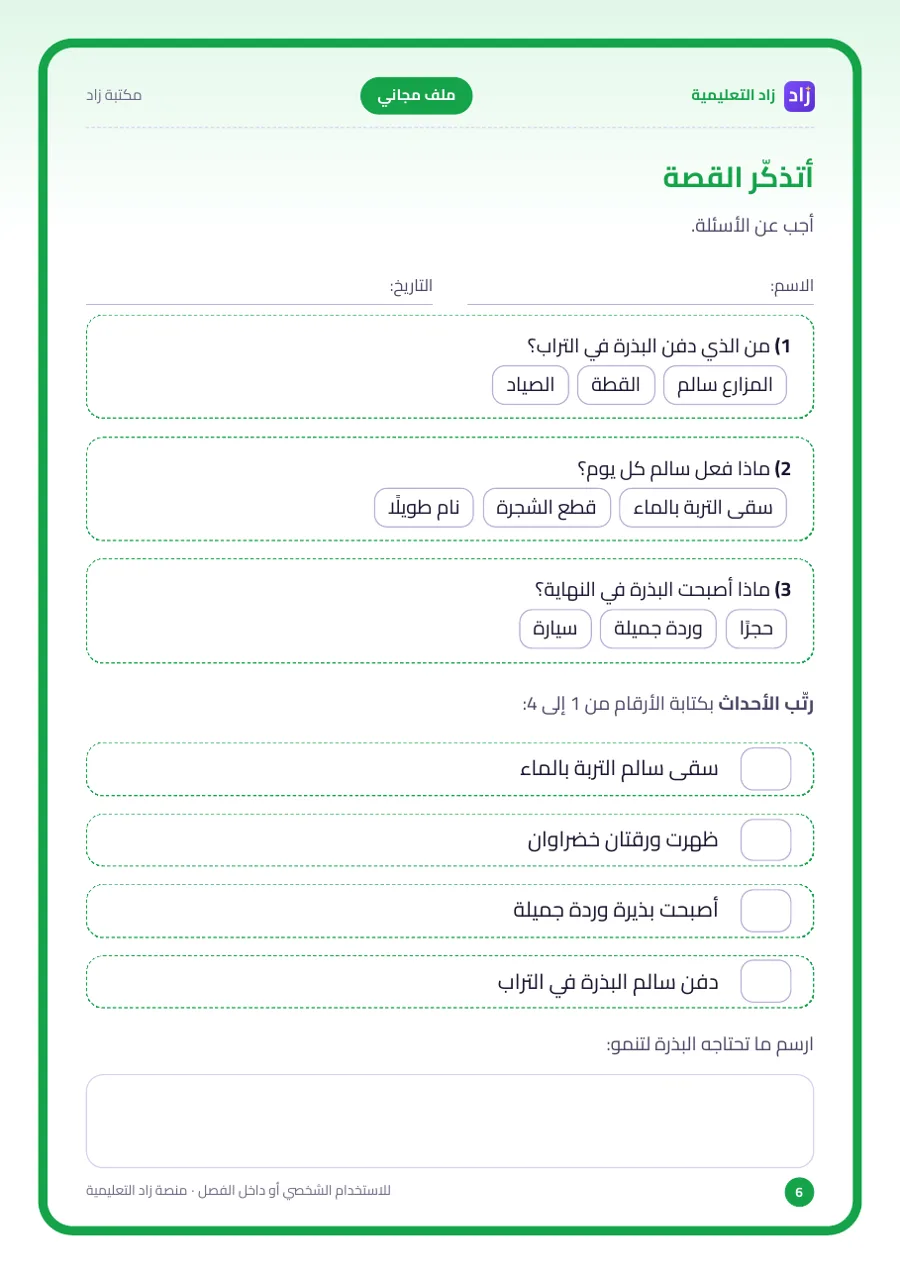 زاد زاد التعليمية
ملف مجاني
مكتبة زاد
أتذكّر القصة
أجب عن الأسئلة.
الاسم:
التاريخ:
1) من الذي دفن البذرة في التراب؟
المزارع سالم
القطة
الصياد
2) ماذا فعل سالم كل يوم؟
سقى التربة بالماء
قطع الشجرة
نام طويلًا
3) ماذا أصبحت البذرة في النهاية؟
حجرًا
وردة جميلة
سيارة
رتّب الأحداث بكتابة الأرقام من 1 إلى 4:
سقى سالم التربة بالماء
ظهرت ورقتان خضراوان
أصبحت بذيرة وردة جميلة
دفن سالم البذرة في التراب
ارسم ما تحتاجه البذرة لتنمو:
6
للاستخدام الشخصي أو داخل الفصل · منصة زاد التعليمية